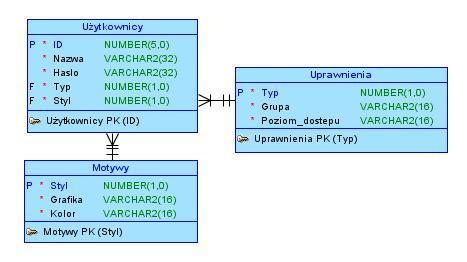 Użytkownicy
P * ID NUMBER(5,0)
* Nazwa VARCHAR2(32)
* Haslo VARCHAR2(32)
F * Typ NUMBER(1,0)
F * Styl NUMBER(1,0)
Użytkownicy PK (ID)
Uprawnienia
P * Typ NUMBER(1,0)
* Grupa VARCHAR2(16)
* Poziom_dostepu VARCHAR2(16)
Uprawnienia PK (Typ)
Motywy
P * Styl NUMBER(1,0)
* Grafika VARCHAR2(16)
* Kolor VARCHAR2(16)
Motywy PK (Styl)